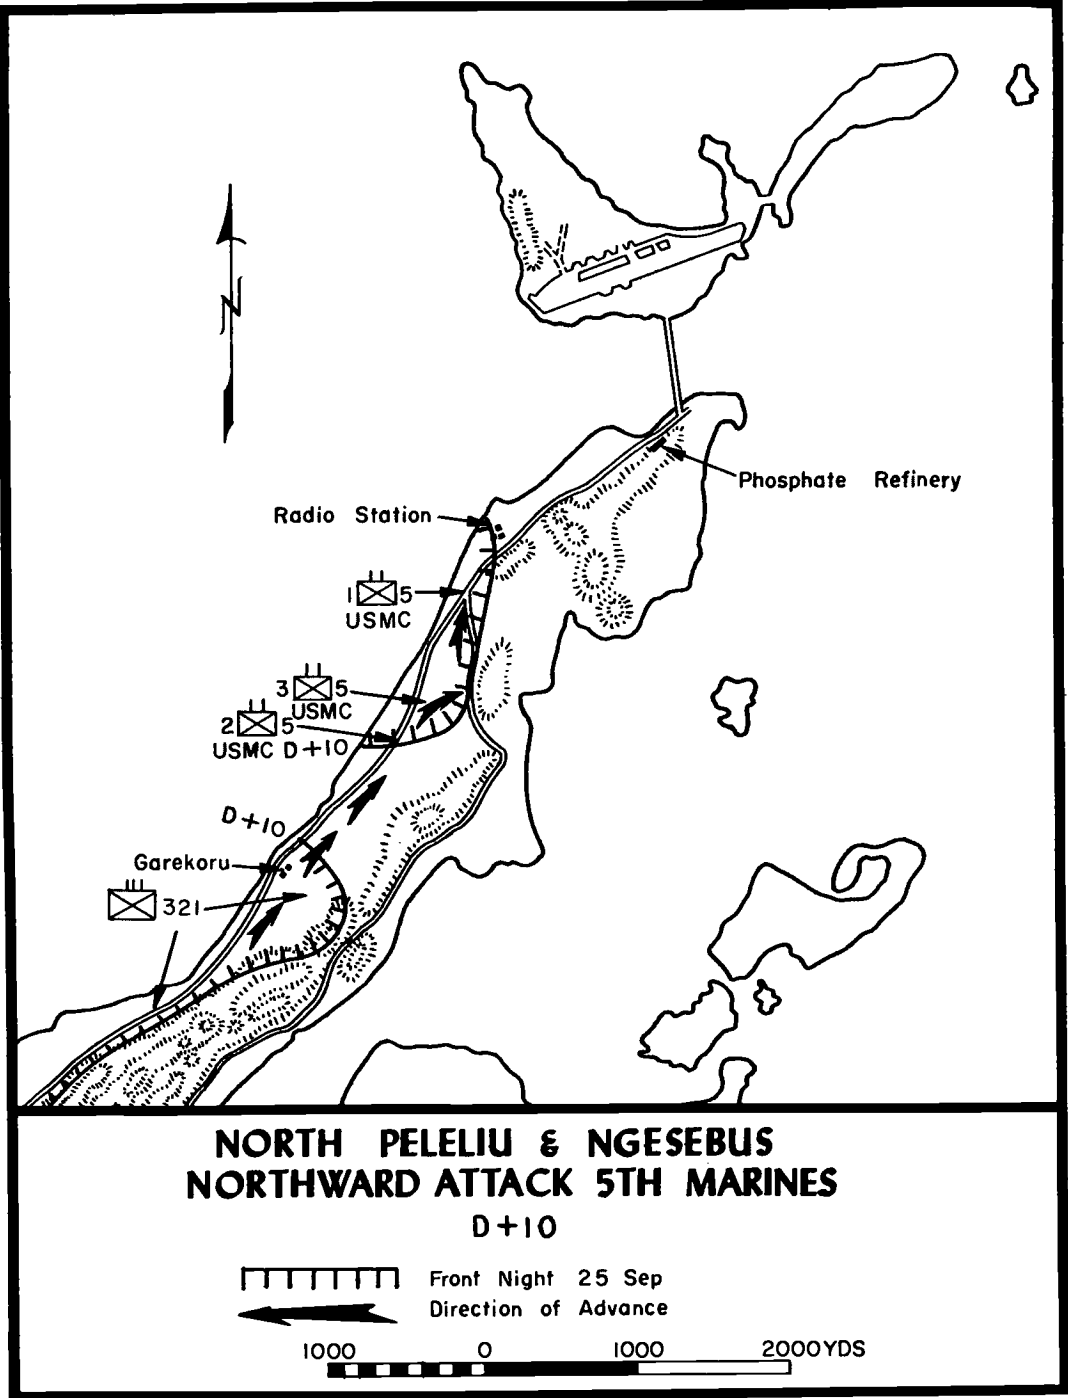 N
Phosphate Refinery
Radio Station
1 5
USMC
3 5
USMC
2 5
USMC D+10
D+10
Garekoru
321
NORTH PELELIU & NGESEBUS
NORTHWARD ATTACK 5TH MARINES
D+10
Front Night 25 Sep
Direction of Advance
1000 0 1000 2000YDS